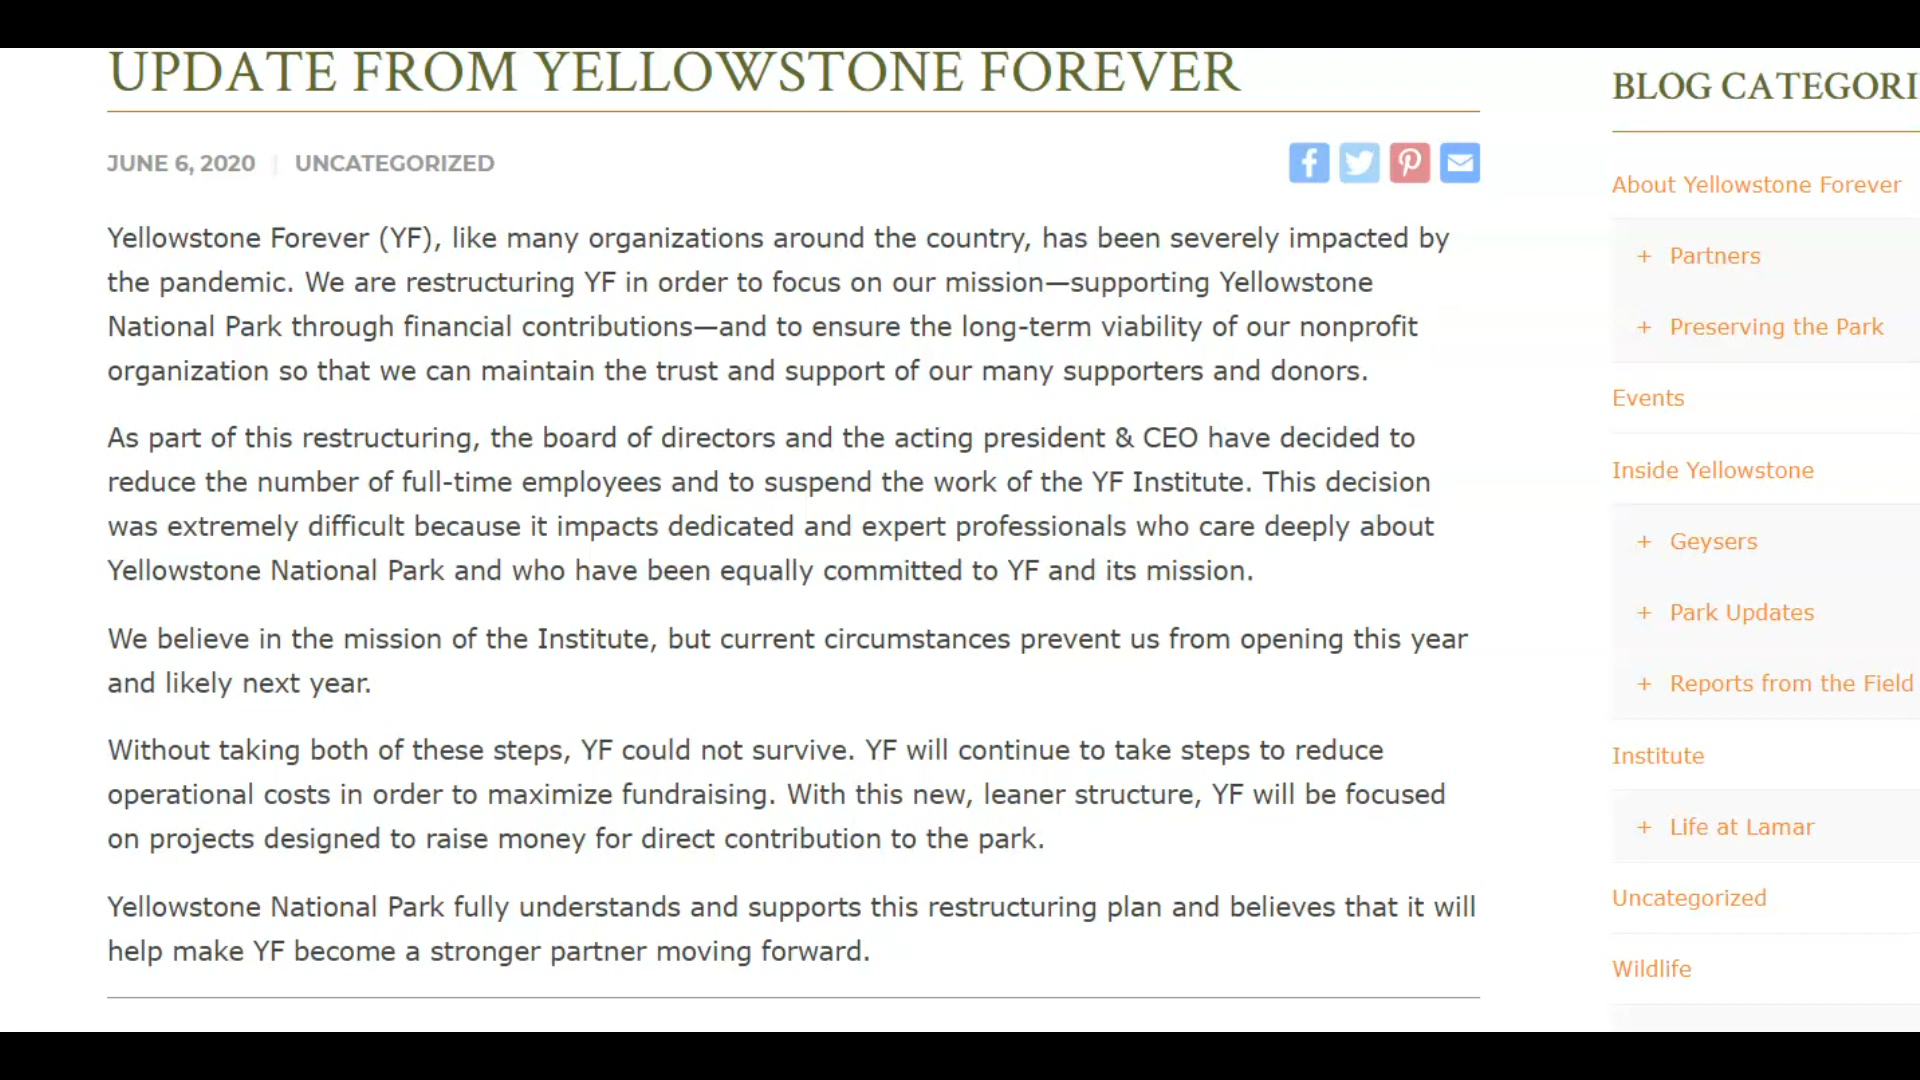 UPDATE FROM YELLOWSTONE FOREVER
JUNE 6, 2020 | UNCATEGORIZED
Yellowstone Forever (YF), like many organizations around the country, has been severely impacted by
the pandemic. We are restructuring YF in order to focus on our mission—supporting Yellowstone
National Park through financial contributions—and to ensure the long-term viability of our nonprofit
organization so that we can maintain the trust and support of our many supporters and donors.
As part of this restructuring, the board of directors and the acting president & CEO have decided to
reduce the number of full-time employees and to suspend the work of the YF Institute. This decision
was extremely difficult because it impacts dedicated and expert professionals who care deeply about
Yellowstone National Park and who have been equally committed to YF and its mission.
We believe in the mission of the Institute, but current circumstances prevent us from opening this year
and likely next year.
Without taking both of these steps, YF could not survive. YF will continue to take steps to reduce
operational costs in order to maximize fundraising. With this new, leaner structure, YF will be focused
on projects designed to raise money for direct contribution to the park.
Yellowstone National Park fully understands and supports this restructuring plan and believes that it will
help make YF become a stronger partner moving forward.
BLOG CATEGORI
About Yellowstone Forever
+ Partners
+ Preserving the Park
Events
Inside Yellowstone
+ Geysers
+ Park Updates
+ Reports from the Field
Institute
+ Life at Lamar
Uncategorized
Wildlife